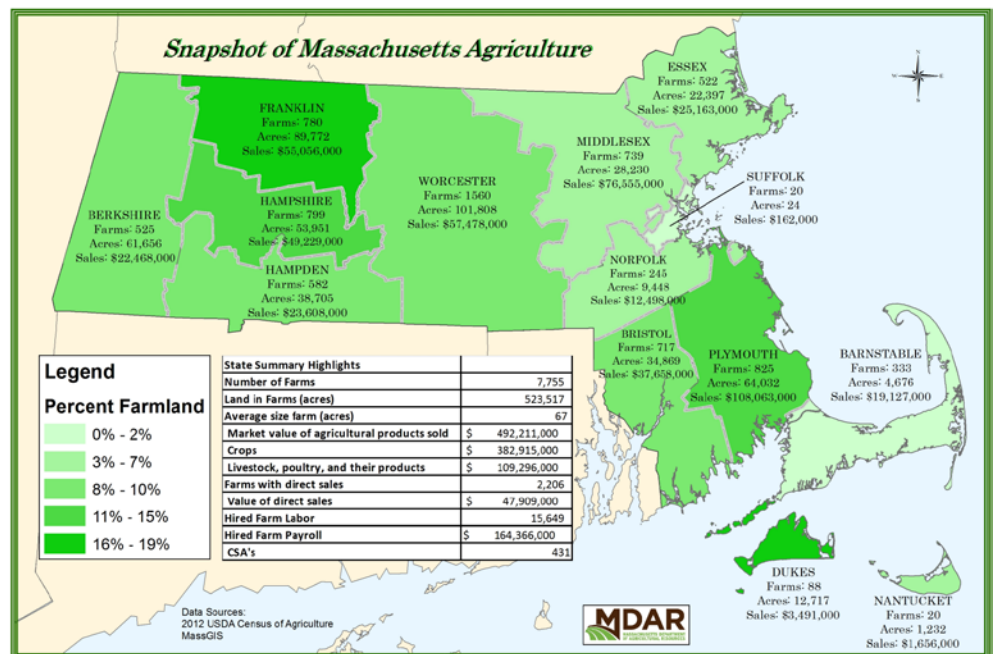 Snapshot of Massachusetts Agriculture
ESSEX
Farms: 522
Acres: 22,397
Sales: $25,163,000
FRANKLIN
Farms: 780
Acres: 89,772
Sales: $55,056,000
MIDDLESEX
Farms: 739
Acres: 28,230
Sales: $76,555,000
WORCESTER
Farms: 1560
Acres: 101,808
Sales: $57,478,000
SUFFOLK
Farms: 20
Acres: 24
Sales: $162,000
HAMPSHIRE
Farms: 799
Acres: 53,951
Sales: $49,229,000
BERKSHIRE
Farms: 525
Acres: 61,656
Sales: $22,468,000
HAMPDEN
Farms: 582
Acres: 38,705
Sales: $23,608,000
NORFOLK
Farms: 245
Acres: 9,448
Sales: $12,498,000
BRISTOL
Farms: 717
Acres: 34,869
Sales: $37,658,000
PLYMOUTH
Farms: 825
Acres: 64,032
Sales: $108,063,000
BARNSTABLE
Farms: 333
Acres: 4,676
Sales: $19,127,000
Legend
Percent Farmland
0% - 2%
3% - 7%
8% - 10%
11% - 15%
16% - 19%
State Summary Highlights
Number of Farms 7,755
Land in Farms (acres) 523,517
Average size farm (acres) 67
Market value of agricultural products sold $ 492,211,000
Crops $ 382,915,000
Livestock, poultry, and their products $ 109,296,000
Farms with direct sales 2,206
Value of direct sales $ 47,909,000
Hired Farm Labor 15,649
Hired Farm Payroll $ 164,366,000
CSA's 431
DUKES
Farms: 88
Acres: 12,717
Sales: $3,491,000
NANTUCKET
Farms: 20
Acres: 1,232
Sales: $1,656,000
Data Sources:
2012 USDA Census of Agriculture
MassGIS
MDAR
MASSACHUSETTS DEPARTMENT
OF AGRICULTURAL RESOURCES